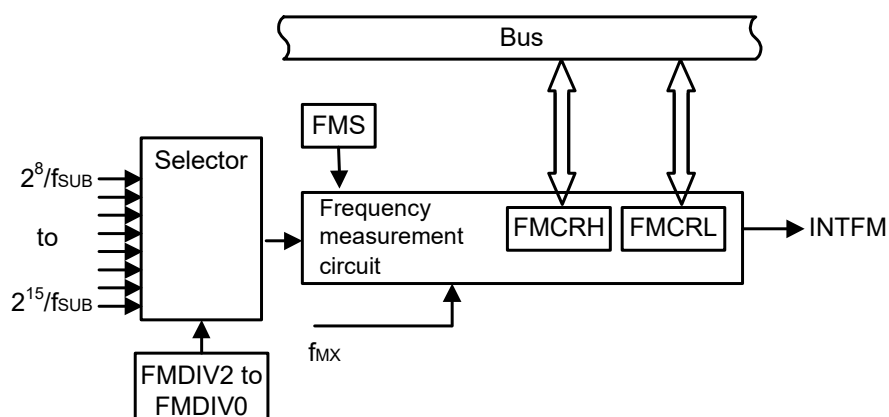 Bus
FMS
Selector
2⁸/fSUB
to
2¹⁵/fSUB
Frequency
measurement
circuit
FMCRH
FMCRL
INTFM
fMX
FMDIV2 to
FMDIV0